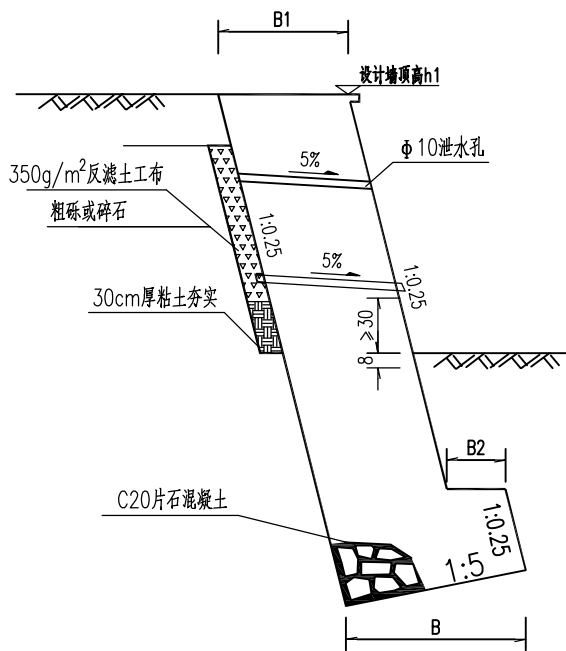 B1
设计墙顶高h1
5%
Φ10泄水孔
350g/m²反滤土工布
粗砾或碎石
1:0.25
5%
1:0.25
30cm厚粘土夯实
≥30
8
B2
C20片石混凝土
1:0.25
1:5
B